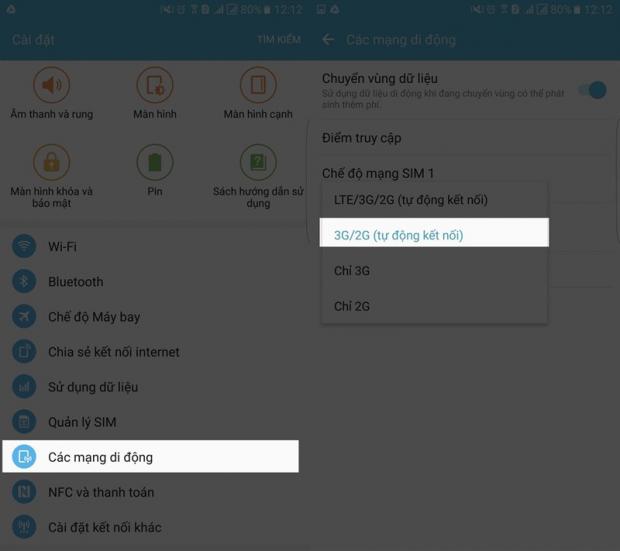 80% 12:12
Cài đặt
TÌM KIẾM
Âm thanh và rung
Màn hình
Màn hình cạnh
Màn hình khóa và
bảo mật
Pin
Sách hướng dẫn sử
dụng
Wi-Fi
Bluetooth
Chế độ Máy bay
Chia sẻ kết nối internet
Sử dụng dữ liệu
Quản lý SIM
Các mạng di động
NFC và thanh toán
Cài đặt kết nối khác
80% 12:12
Các mạng di động
Chuyển vùng dữ liệu
Sử dụng dữ liệu di động khi đang chuyển vùng có thể phát
sinh thêm phí.
Điểm truy cập
Chế độ mạng SIM 1
LTE/3G/2G (tự động kết nối)
3G/2G (tự động kết nối)
Chỉ 3G
Chỉ 2G